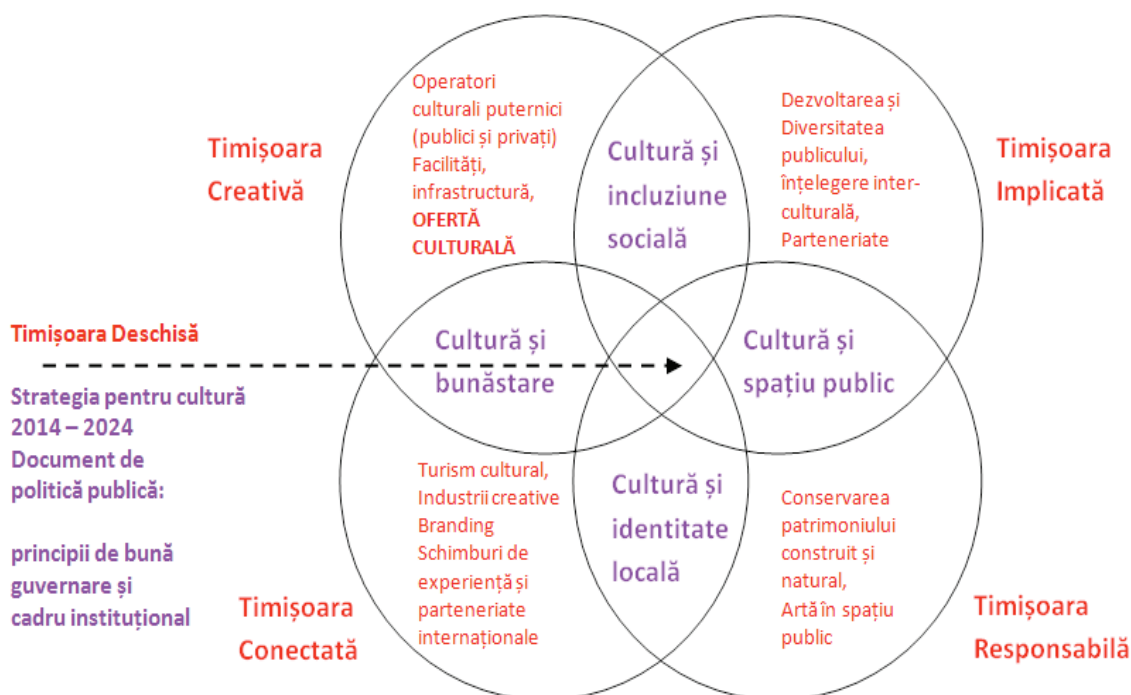 Timișoara
Creativă
Operatori
culturali puternici
(publici și privați)
Facilități,
infrastructură,
OFERTĂ
CULTURALĂ
Cultură și
incluziune
socială
Dezvoltarea și
Diversitatea
publicului,
înțelegere inter-
culturală,
Parteneriate
Timișoara
Implicată
Timișoara Deschisă
Strategia pentru cultură
2014 – 2024
Document de
politică publică:
principii de bună
guvernare și
cadru instituțional
Cultură și
bunăstare
Cultură și
spațiu public
Timișoara
Conectată
Turism cultural,
Industrii creative
Branding
Schimburi de
experiență și
parteneriate
internaționale
Cultură și
identitate
locală
Conservarea
patrimoniului
construit și
natural,
Artă în spațiu
public
Timișoara
Responsabilă